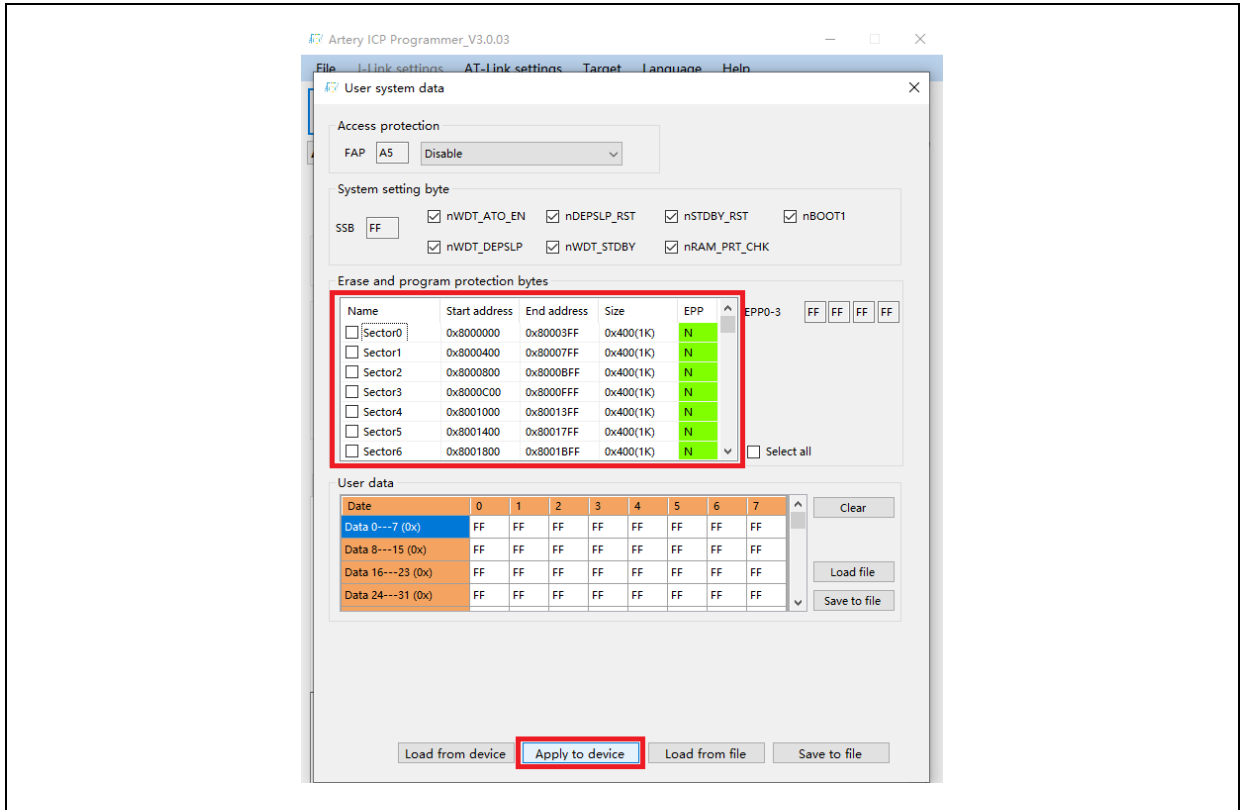 Artery ICP Programmer_V3.0.03
File J-Link settings AT-Link settings Target Language Help
User system data
Access protection
FAP A5 Disable
System setting byte
SSB FF
nWDT_ATO_EN nDEPSLP_RST nSTDBY_RST nBOOT1
nWDT_DEPSLP nWDT_STDBY nRAM_PRT_CHK
Erase and program protection bytes
Name Start address End address Size EPP EPP0-3 FF FF FF FF
Sector0 0x8000000 0x80003FF 0x400(1K) N
Sector1 0x8000400 0x80007FF 0x400(1K) N
Sector2 0x8000800 0x8000BFF 0x400(1K) N
Sector3 0x8000C00 0x8000FFF 0x400(1K) N
Sector4 0x8001000 0x80013FF 0x400(1K) N
Sector5 0x8001400 0x80017FF 0x400(1K) N
Sector6 0x8001800 0x8001BFF 0x400(1K) N Select all
User data
Date 0 1 2 3 4 5 6 7 Clear
Data 0---7 (0x) FF FF FF FF FF FF FF FF
Data 8---15 (0x) FF FF FF FF FF FF FF FF
Data 16---23 (0x) FF FF FF FF FF FF FF FF Load file
Data 24---31 (0x) FF FF FF FF FF FF FF FF Save to file
Load from device Apply to device Load from file Save to file